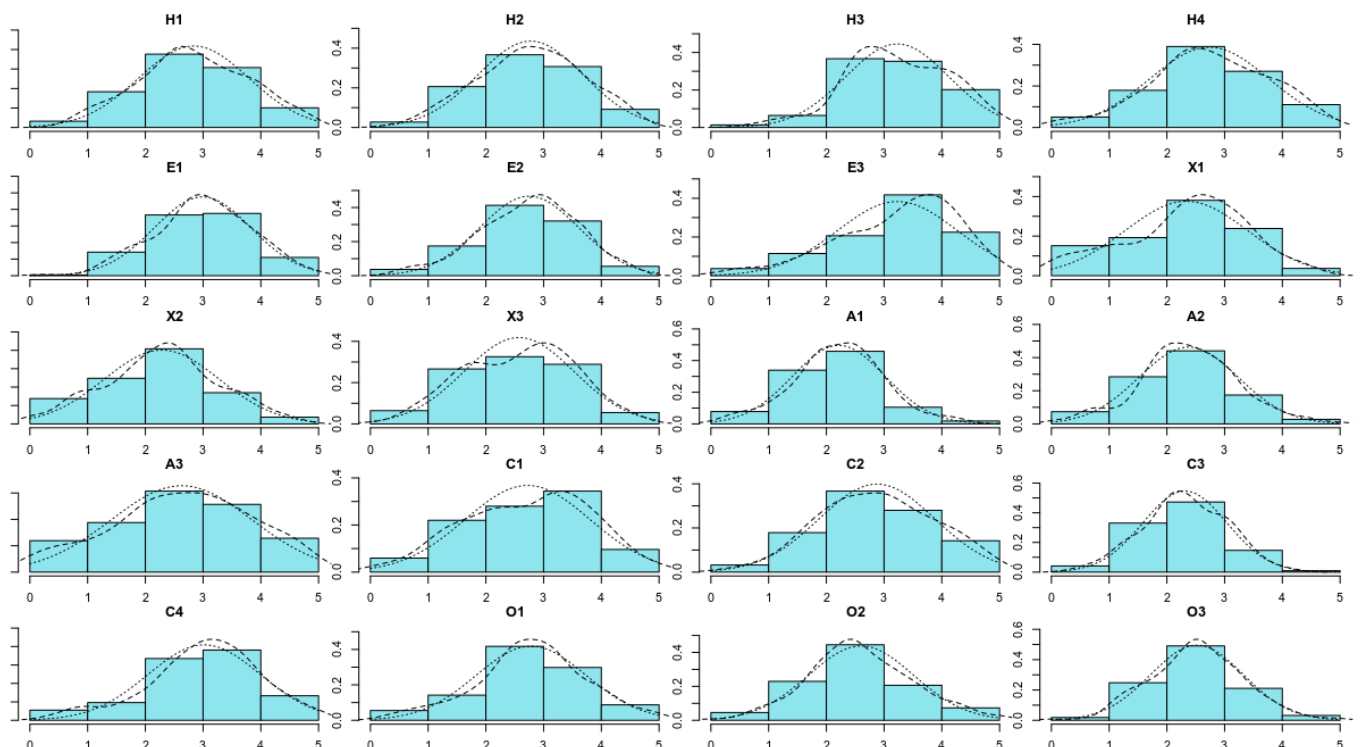 H1 H2 H3 H4
0.0 0.2 0.4 0.0 0.2 0.4 0.0 0.2 0.4
0 1 2 3 4 5 0 1 2 3 4 5 0 1 2 3 4 5 0 1 2 3 4 5
E1 E2 E3 X1
0.0 0.2 0.4 0.0 0.2 0.4 0.0 0.2 0.4
0 1 2 3 4 5 0 1 2 3 4 5 0 1 2 3 4 5 0 1 2 3 4 5
X2 X3 A1 A2
0.0 0.2 0.4 0.0 0.2 0.4 0.6 0.0 0.2 0.4 0.6
0 1 2 3 4 5 0 1 2 3 4 5 0 1 2 3 4 5 0 1 2 3 4 5
A3 C1 C2 C3
0.0 0.2 0.4 0.0 0.2 0.4 0.0 0.2 0.4
0 1 2 3 4 5 0 1 2 3 4 5 0 1 2 3 4 5 0 1 2 3 4 5
C4 O1 O2 O3
0.0 0.2 0.4 0.0 0.2 0.4 0.0 0.2 0.4 0.6
0 1 2 3 4 5 0 1 2 3 4 5 0 1 2 3 4 5 0 1 2 3 4 5